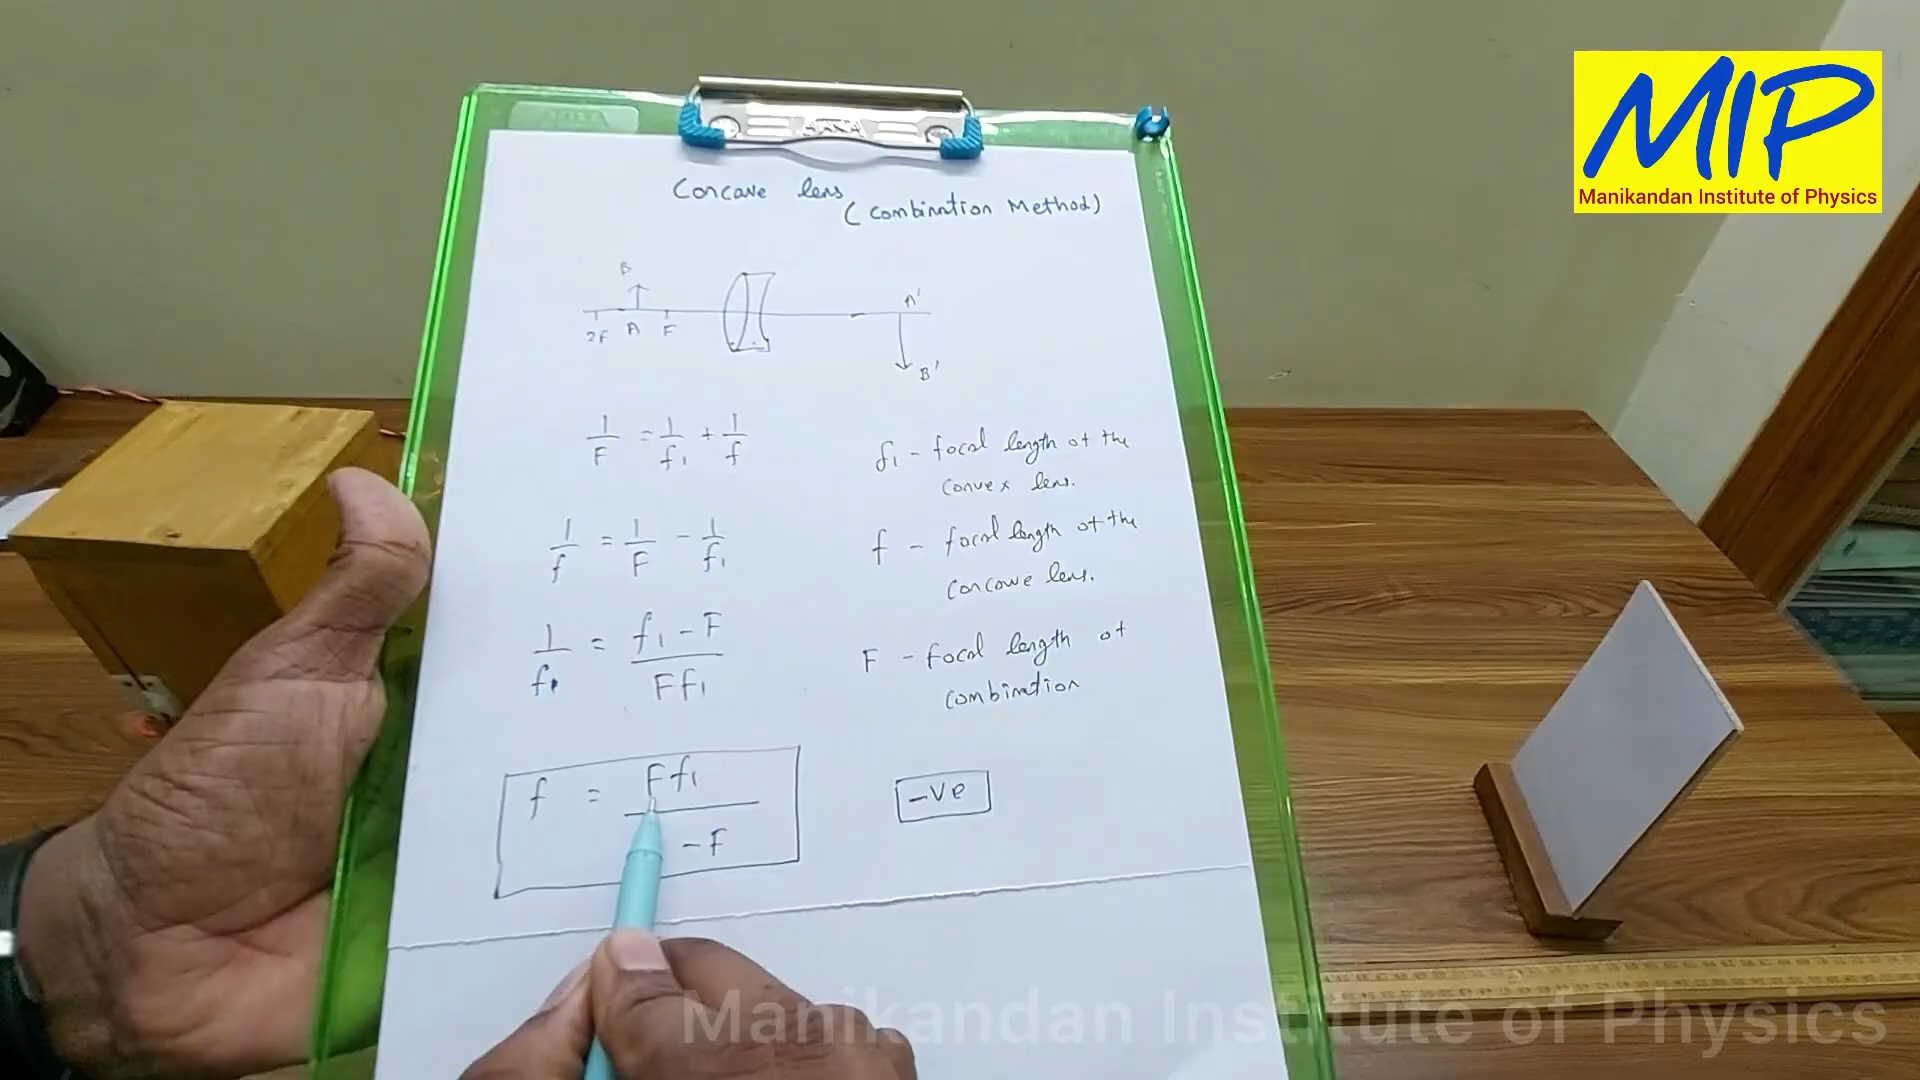 MIP
Manikandan Institute of Physics
Concave lens
(Combination Method)
B
A'
2F A F
B'
1/F = 1/f1 + 1/f
f1 - focal length of the
convex lens.
1/f = 1/F - 1/f1
f - focal length of the
concave lens.
1/f = f1 - F / Ff1
F - focal length of
combination
f = Ff1 / - F
-ve
Manikandan Institute of Physics